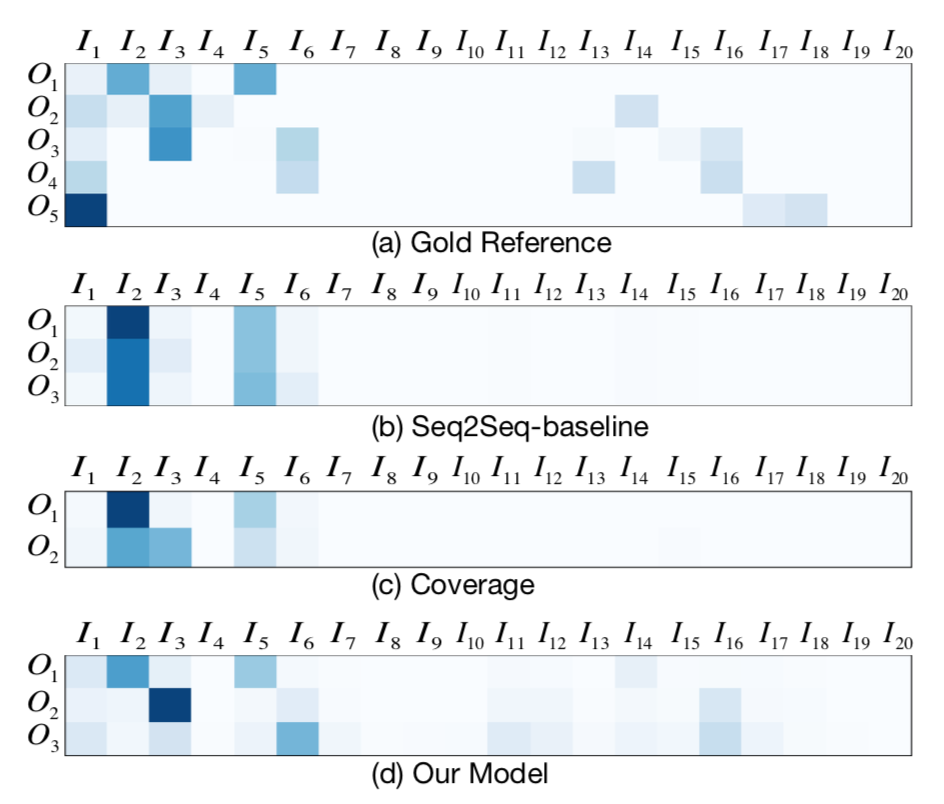 I1 I2 I3 I4 I5 I6 I7 I8 I9 I10 I11 I12 I13 I14 I15 I16 I17 I18 I19 I20
O1
O2
O3
O4
O5
(a) Gold Reference
I1 I2 I3 I4 I5 I6 I7 I8 I9 I10 I11 I12 I13 I14 I15 I16 I17 I18 I19 I20
O1
O2
O3
(b) Seq2Seq-baseline
I1 I2 I3 I4 I5 I6 I7 I8 I9 I10 I11 I12 I13 I14 I15 I16 I17 I18 I19 I20
O1
O2
(c) Coverage
I1 I2 I3 I4 I5 I6 I7 I8 I9 I10 I11 I12 I13 I14 I15 I16 I17 I18 I19 I20
O1
O2
O3
(d) Our Model